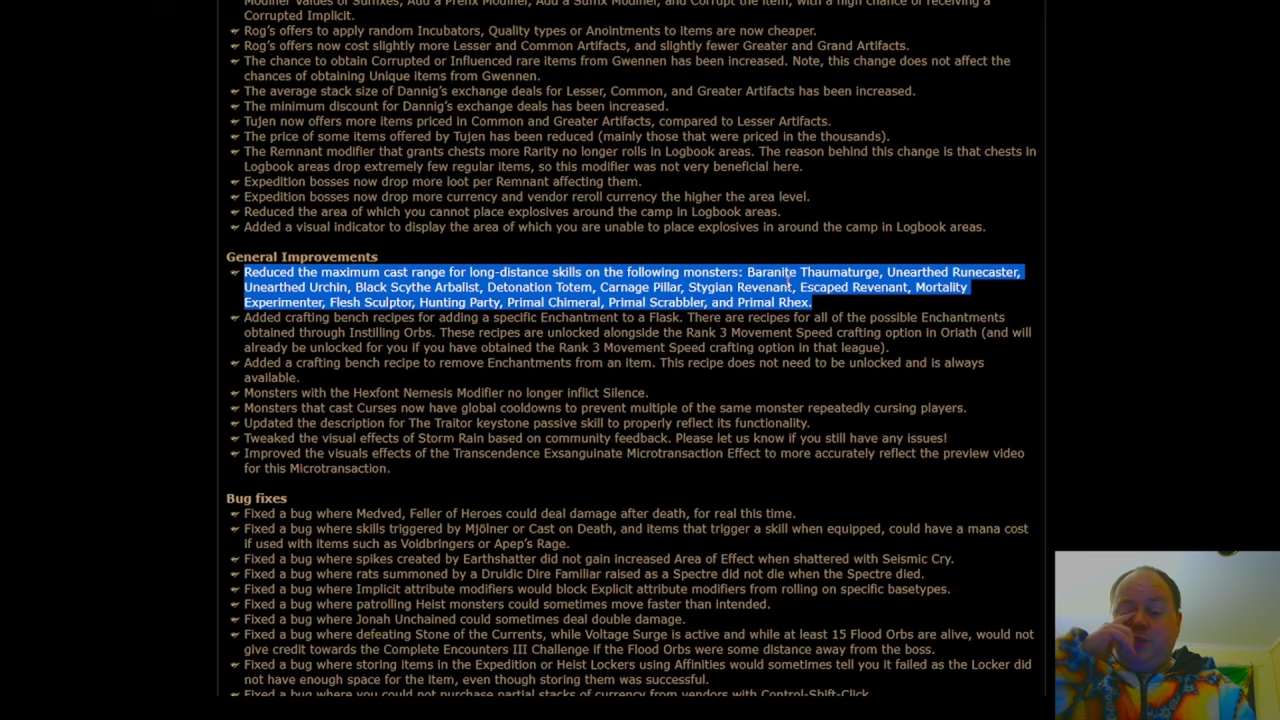 Modifier Values of Suffixes, Add a Prefix Modifier, Add a Suffix Modifier, and Corrupt the item, with a high chance of receiving a
Corrupted Implicit.
Rog's offers to apply random Incubators, Quality types or Anointments to items are now cheaper.
Rog's offers now cost slightly more Lesser and Common Artifacts, and slightly fewer Greater and Grand Artifacts.
The chance to obtain Corrupted or Influenced rare items from Gwennen has been increased. Note, this change does not affect the
chances of obtaining Unique items from Gwennen.
The average stack size of Dannig's exchange deals for Lesser, Common, and Greater Artifacts has been increased.
The minimum discount for Dannig's exchange deals has been increased.
Tujen now offers more items priced in Common and Greater Artifacts, compared to Lesser Artifacts.
The price of some items offered by Tujen has been reduced (mainly those that were priced in the thousands).
The Remnant modifier that grants chests more Rarity no longer rolls in Logbook areas. The reason behind this change is that chests in
Logbook areas drop extremely few regular items, so this modifier was not very beneficial here.
Expedition bosses now drop more loot per Remnant affecting them.
Expedition bosses now drop more currency and vendor reroll currency the higher the area level.
Reduced the area of which you cannot place explosives around the camp in Logbook areas.
Added a visual indicator to display the area of which you are unable to place explosives in around the camp in Logbook areas.
General Improvements
Reduced the maximum cast range for long-distance skills on the following monsters: Baranite Thaumaturge, Unearthed Runecaster,
Unearthed Urchin, Black Scythe Arbalist, Detonation Totem, Carnage Pillar, Stygian Revenant, Escaped Revenant, Mortality
Experimenter, Flesh Sculptor, Hunting Party, Primal Chimeral, Primal Scrabbler, and Primal Rhex.
Added crafting bench recipes for adding a specific Enchantment to a Flask. There are recipes for all of the possible Enchantments
obtained through Instilling Orbs. These recipes are unlocked alongside the Rank 3 Movement Speed crafting option in Oriath (and will
already be unlocked for you if you have obtained the Rank 3 Movement Speed crafting option in that league).
Added a crafting bench recipe to remove Enchantments from an item. This recipe does not need to be unlocked and is always
available.
Monsters with the Hexfont Nemesis Modifier no longer inflict Silence.
Monsters that cast Curses now have global cooldowns to prevent multiple of the same monster repeatedly cursing players.
Updated the description for The Traitor keystone passive skill to properly reflect its functionality.
Tweaked the visual effects of Storm Rain based on community feedback. Please let us know if you still have any issues!
Improved the visuals effects of the Transcendence Exsanguinate Microtransaction Effect to more accurately reflect the preview video
for this Microtransaction.
Bug fixes
Fixed a bug where Medved, Feller of Heroes could deal damage after death, for real this time.
Fixed a bug where skills triggered by Mjölner or Cast on Death, and items that trigger a skill when equipped, could have a mana cost
if used with items such as Voidbringers or Apep's Rage.
Fixed a bug where spikes created by Earthshatter did not gain increased Area of Effect when shattered with Seismic Cry.
Fixed a bug where rats summoned by a Druidic Dire Familiar raised as a Spectre did not die when the Spectre died.
Fixed a bug where Implicit attribute modifiers would block Explicit attribute modifiers from rolling on specific basetypes.
Fixed a bug where patrolling Heist monsters could sometimes move faster than intended.
Fixed a bug where Jonah Unchained could sometimes deal double damage.
Fixed a bug where defeating Stone of the Currents, while Voltage Surge is active and while at least 15 Flood Orbs are alive, would not
give credit towards the Complete Encounters III Challenge if the Flood Orbs were some distance away from the boss.
Fixed a bug where storing items in the Expedition or Heist Lockers using Affinities would sometimes tell you it failed as the Locker did
not have enough space for the item, even though storing them was successful.
Fixed a bug where you could not purchase partial stacks of currency from vendors with Control-Shift-Click.